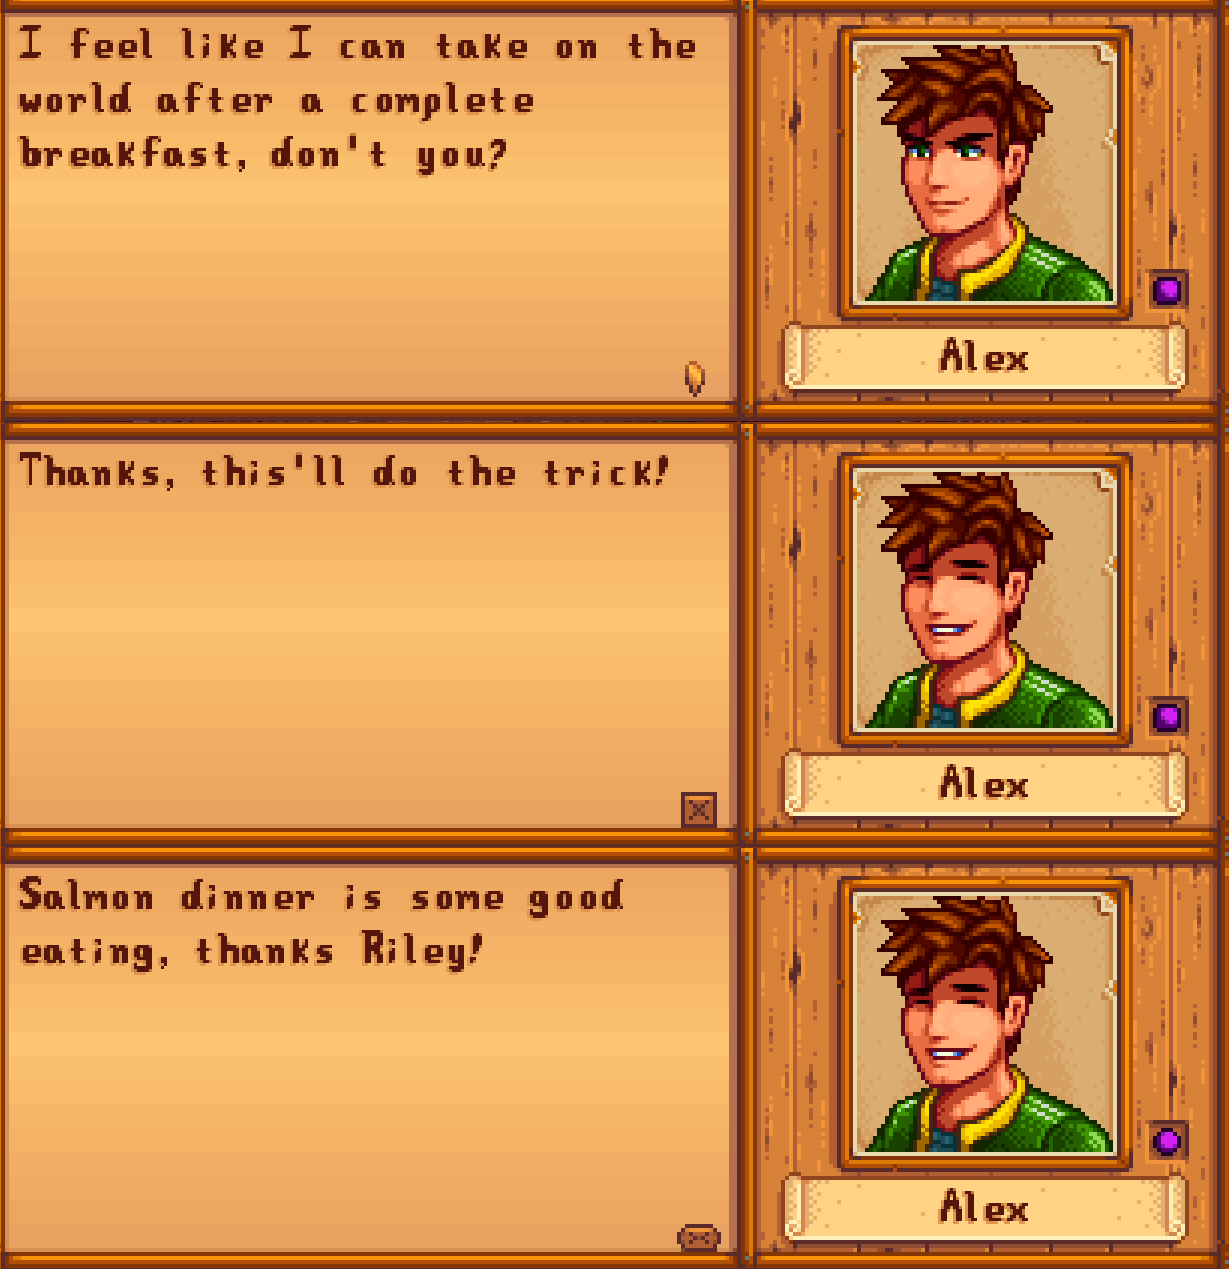 I feel like I can take on the
world after a complete
breakfast, don't you?
Alex
Thanks, this'll do the trick!
Alex
Salmon dinner is some good
eating, thanks Riley!
Alex